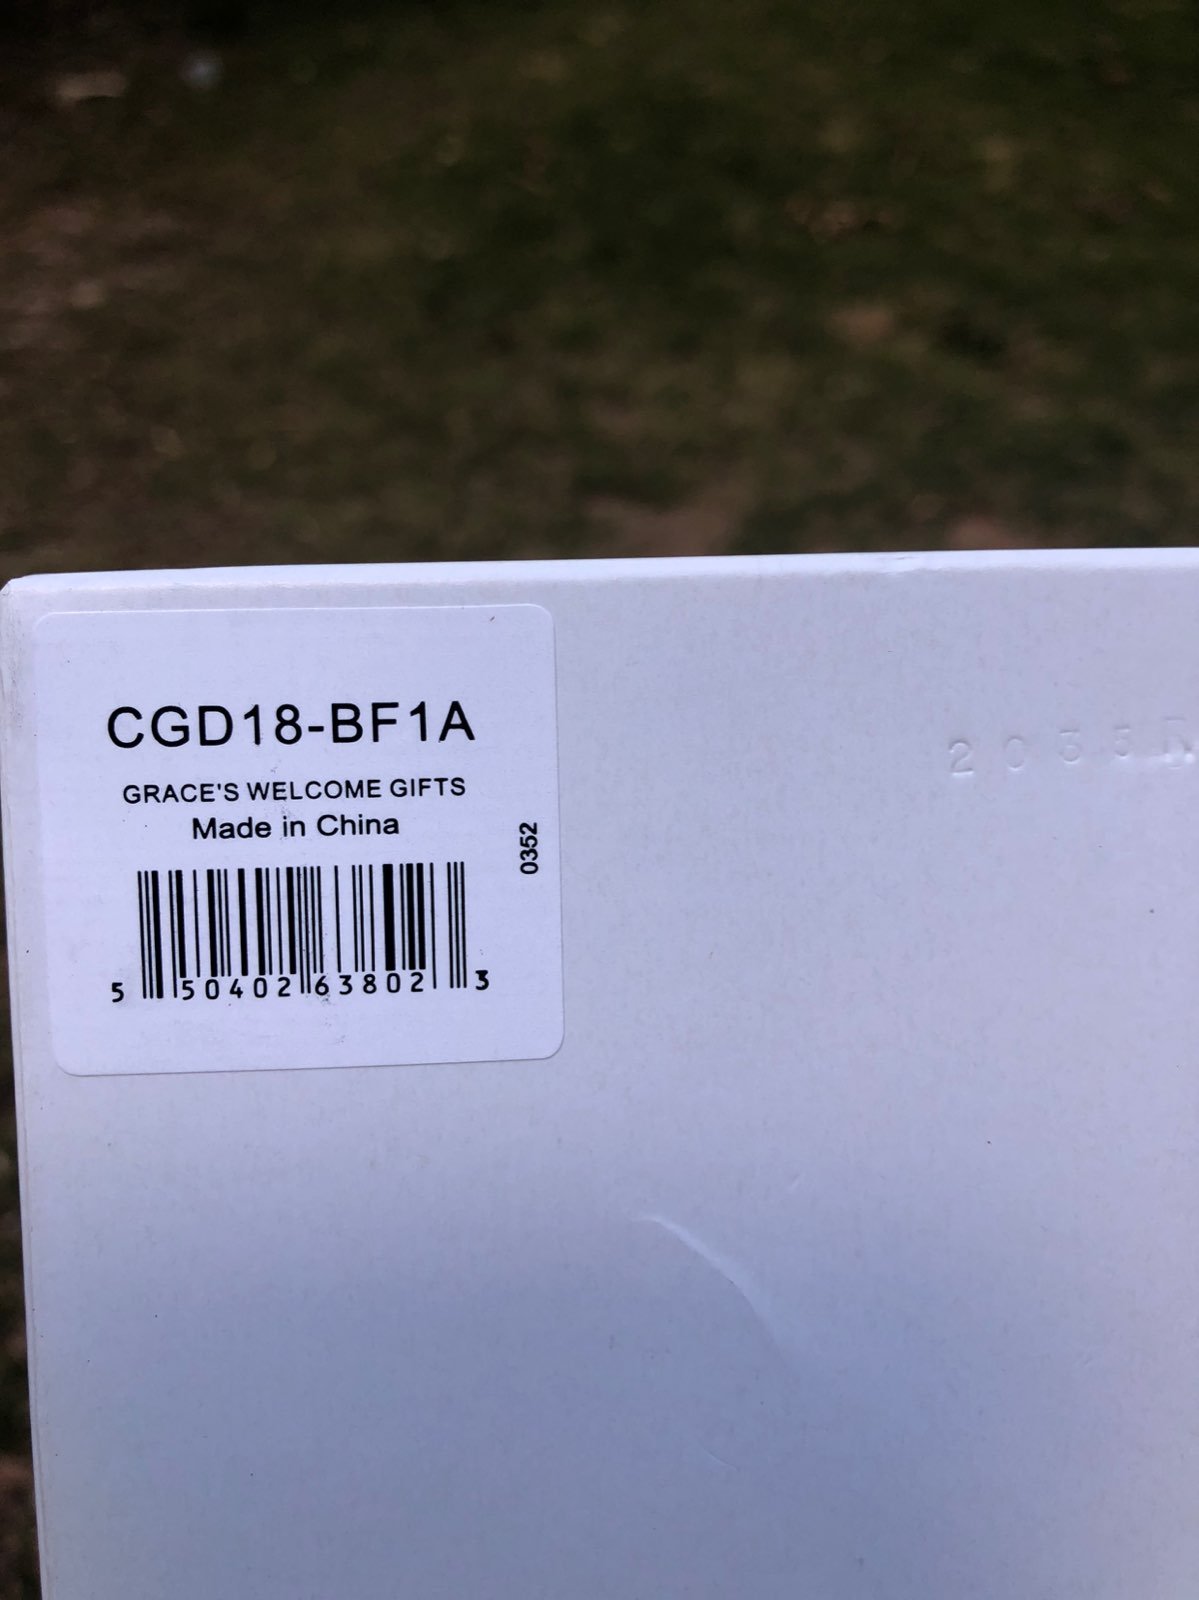 CGD18-BF1A
GRACE'S WELCOME GIFTS
Made in China
0352
5 50402 63802 3